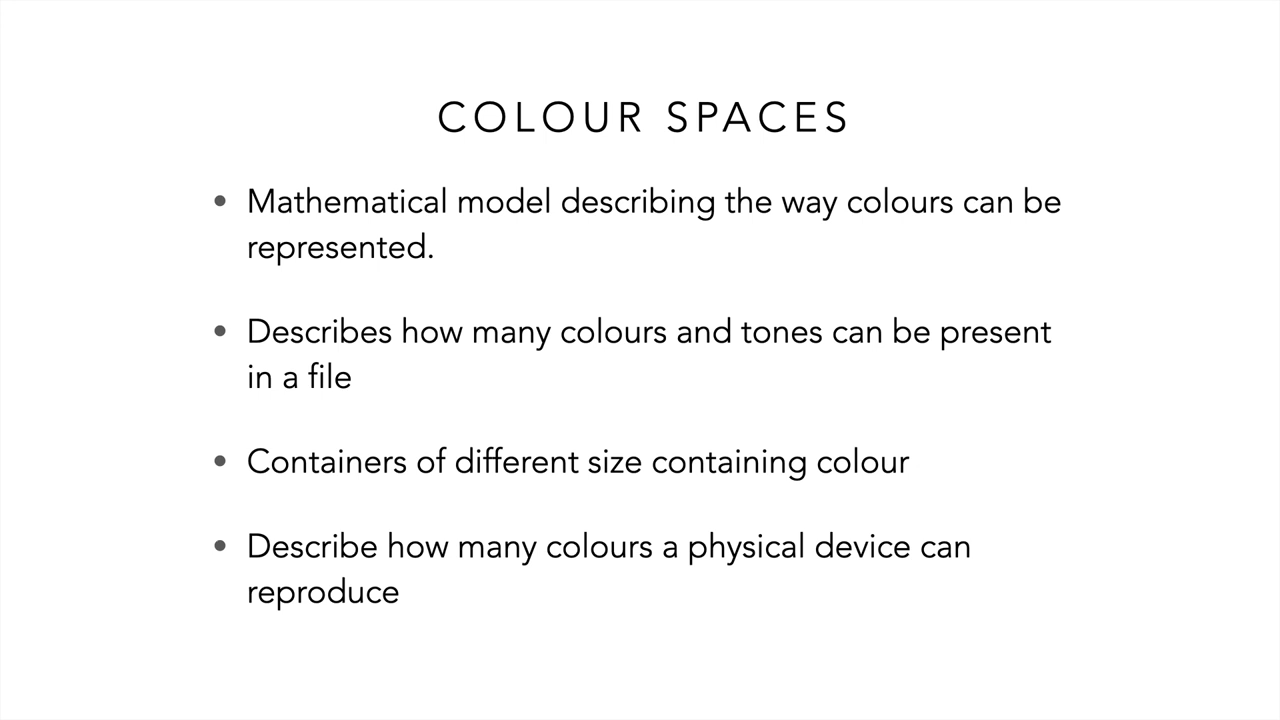 COLOUR SPACES
• Mathematical model describing the way colours can be
represented.
• Describes how many colours and tones can be present
in a file
• Containers of different size containing colour
• Describe how many colours a physical device can
reproduce